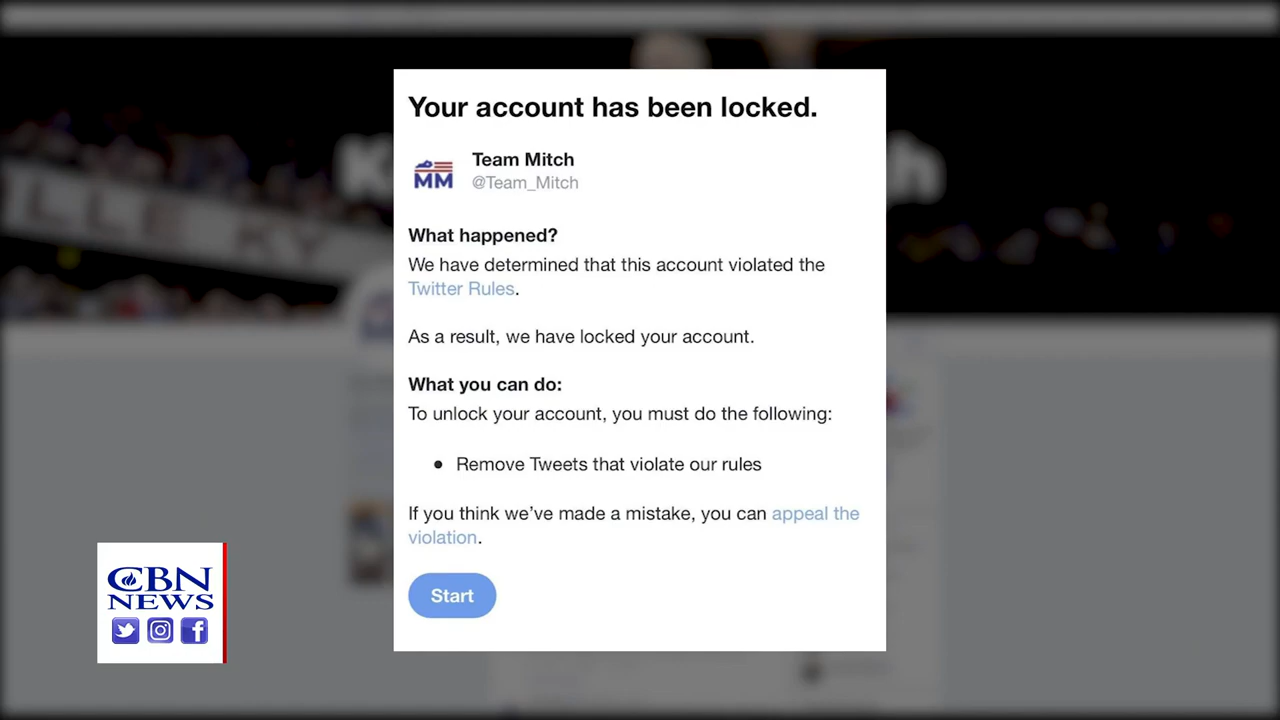 Your account has been locked.
Team Mitch
MM
@Team_Mitch
What happened?
We have determined that this account violated the
Twitter Rules.
As a result, we have locked your account.
What you can do:
To unlock your account, you must do the following:
• Remove Tweets that violate our rules
If you think we’ve made a mistake, you can appeal the
violation.
Start
LLE KY
CBN
NEWS